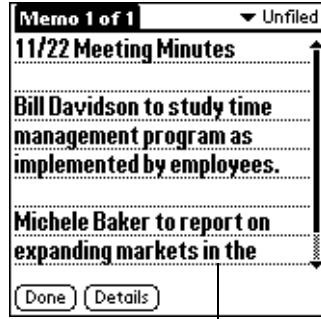 Memo 1 of 1 Unfiled
11/22 Meeting Minutes
Bill Davidson to study time
management program as
implemented by employees.
Michele Baker to report on
expanding markets in the
Done Details